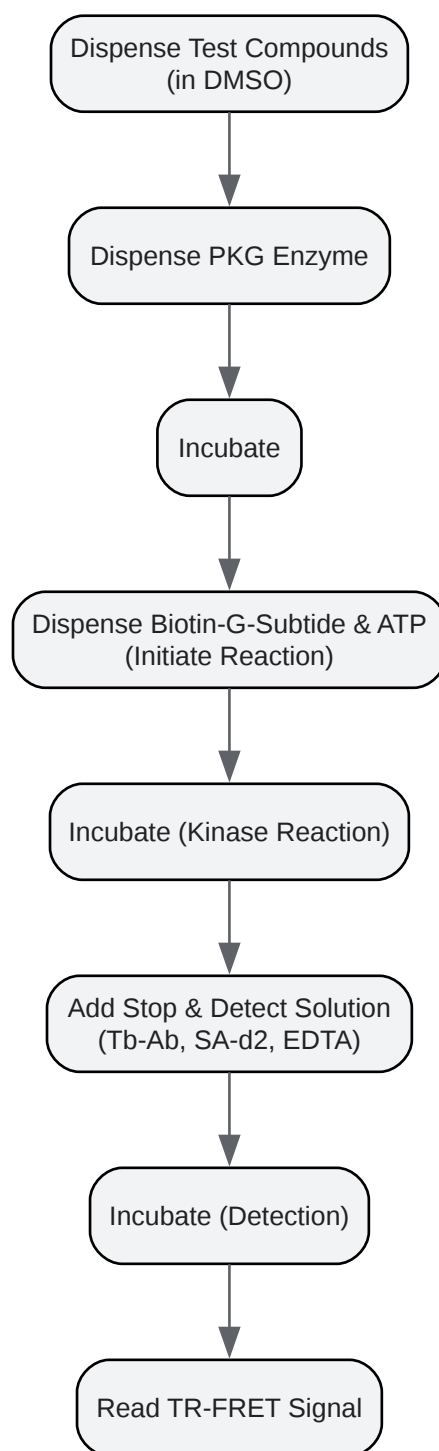 Dispense Test Compounds
(in DMSO)
Dispense PKG Enzyme
Incubate
Dispense Biotin-G-Subtide & ATP
(Initiate Reaction)
Incubate (Kinase Reaction)
Add Stop & Detect Solution
(Tb-Ab, SA-d2, EDTA)
Incubate (Detection)
Read TR-FRET Signal